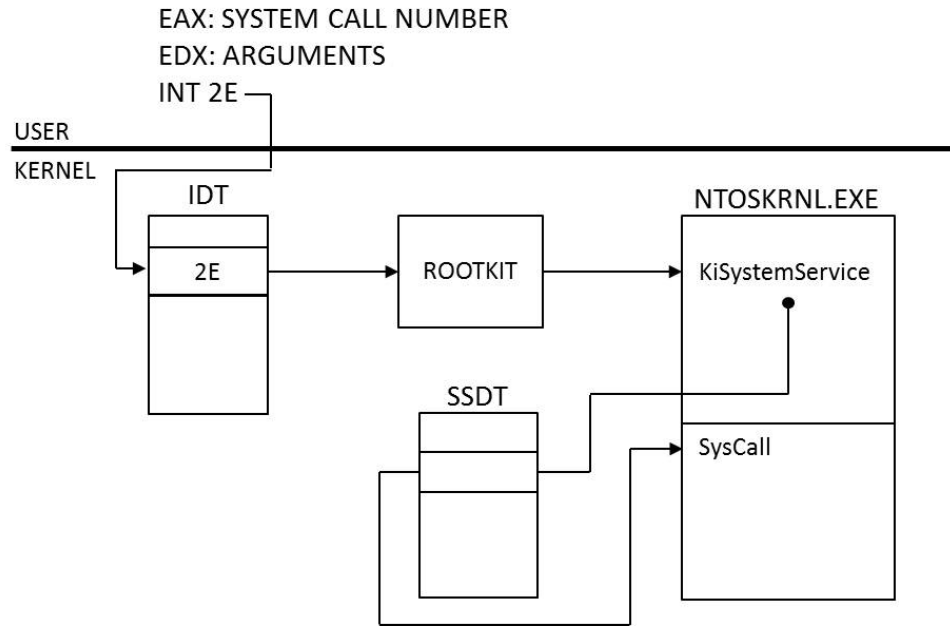 EAX: SYSTEM CALL NUMBER
EDX: ARGUMENTS
INT 2E
USER
KERNEL
IDT
NTOSKRNL.EXE
2E
ROOTKIT
KiSystemService
SSDT
SysCall